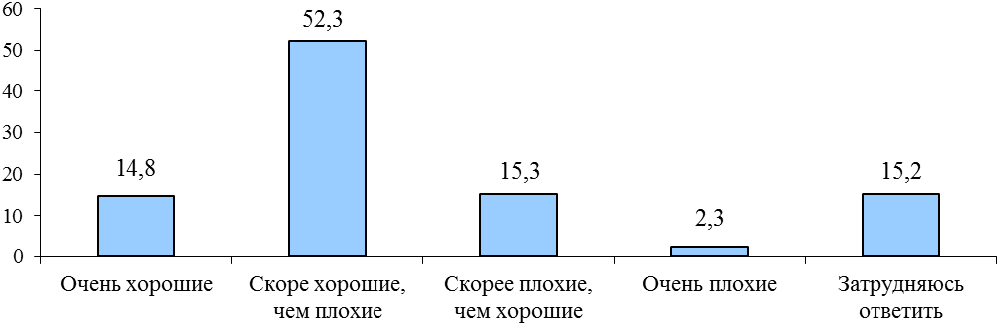 60
50
40
30
20
10
0
14,8
52,3
15,3
2,3
15,2
Очень хорошие
Скоре хорошие,
чем плохие
Скорее плохие,
чем хорошие
Очень плохие
Затрудняюсь
ответить